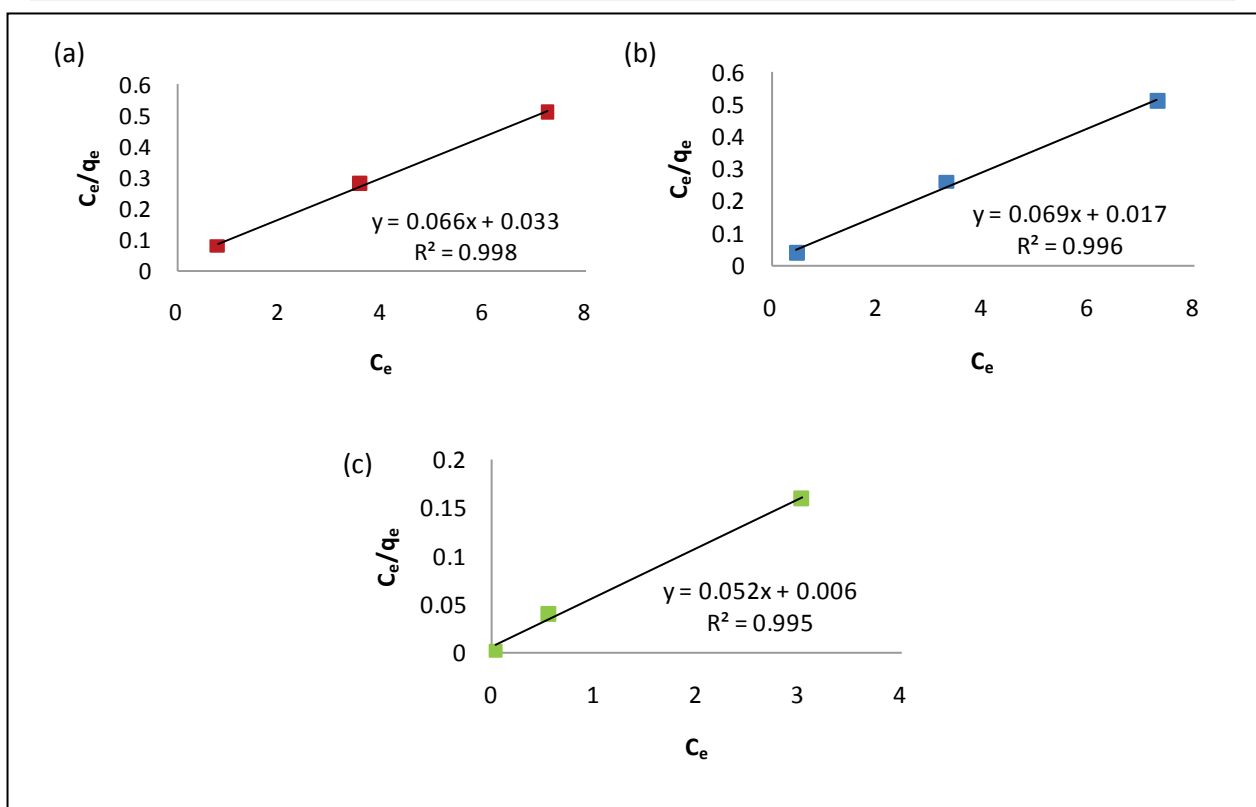 (a)
0.6
0.5
0.4
0.3
0.2
0.1
0
Cₑ/qₑ
y = 0.066x + 0.033
R² = 0.998
0 2 4 6 8
Cₑ
(b)
0.6
0.5
0.4
0.3
0.2
0.1
0
Cₑ/qₑ
y = 0.069x + 0.017
R² = 0.996
0 2 4 6 8
Cₑ
(c)
0.2
0.15
0.1
0.05
0
Cₑ/qₑ
y = 0.052x + 0.006
R² = 0.995
0 1 2 3 4
Cₑ